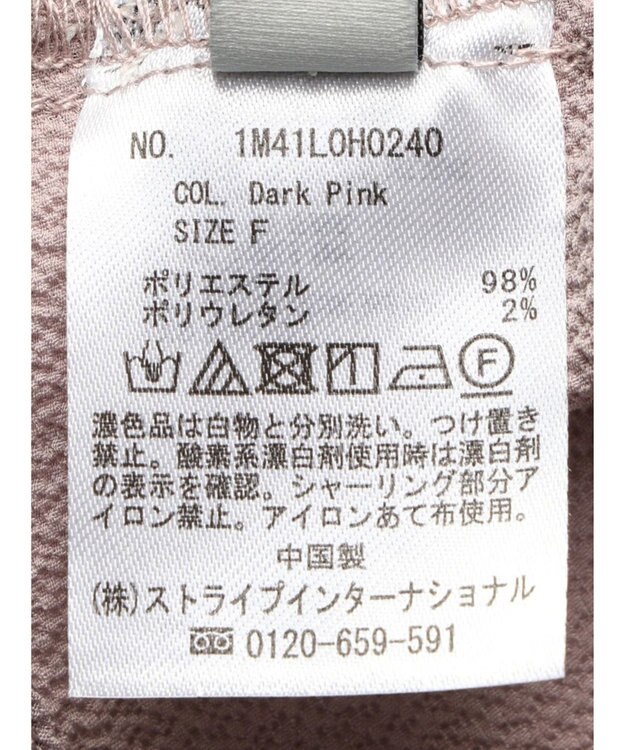 NO. 1M41L0H0240
COL. Dark Pink
SIZE F
ポリエステル 98%
ポリウレタン 2%
F
濃色品は白物と分別洗い。つけ置き
禁止。酸素系漂白剤使用時は漂白剤
の表示を確認。シャーリング部分ア
イロン禁止。アイロンあて布使用。
中国製
(株)ストライプインターナショナル
0120-659-591